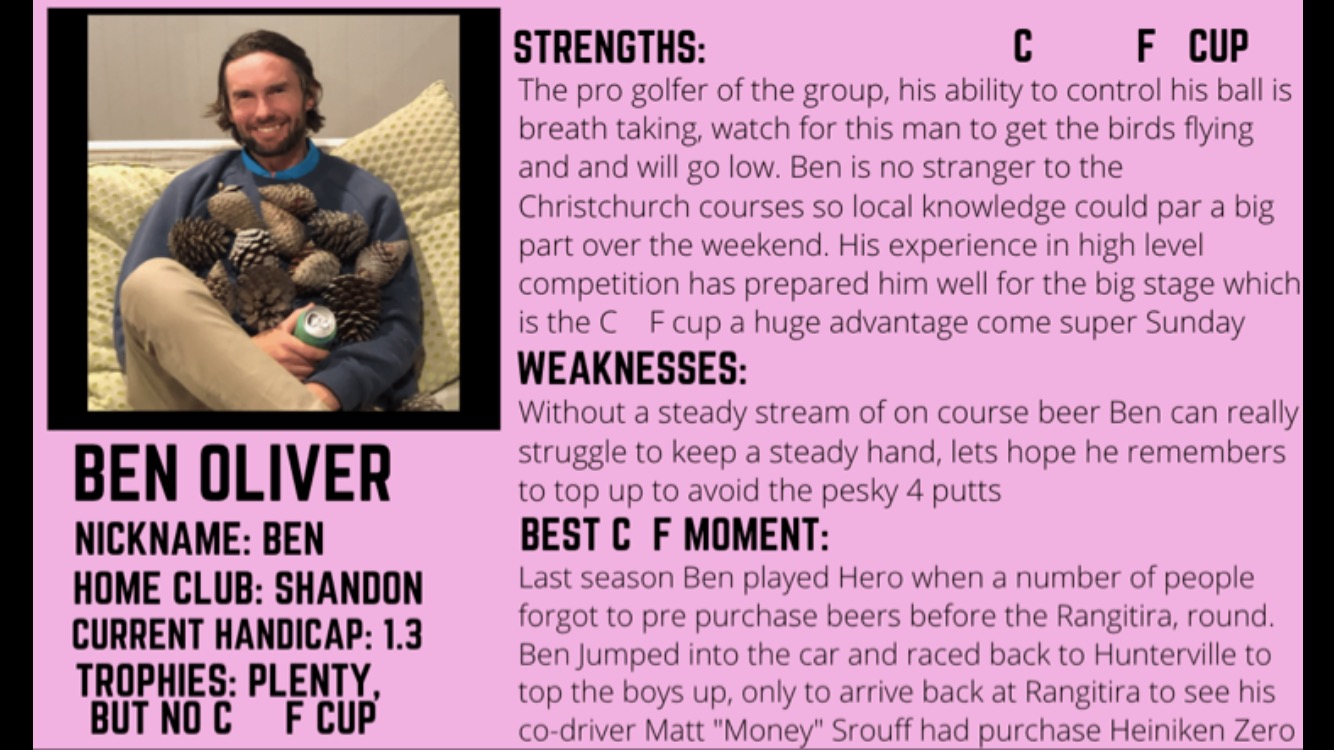 STRENGTHS: C F CUP
The pro golfer of the group, his ability to control his ball is
breath taking, watch for this man to get the birds flying
and and will go low. Ben is no stranger to the
Christchurch courses so local knowledge could par a big
part over the weekend. His experience in high level
competition has prepared him well for the big stage which
is the C F cup a huge advantage come super Sunday
WEAKNESSES:
Without a steady stream of on course beer Ben can really
struggle to keep a steady hand, lets hope he remembers
to top up to avoid the pesky 4 putts
BEST C F MOMENT:
Last season Ben played Hero when a number of people
forgot to pre purchase beers before the Rangitira, round.
Ben Jumped into the car and raced back to Hunterville to
top the boys up, only to arrive back at Rangitira to see his
co-driver Matt "Money" Srouff had purchase Heiniken Zero
BEN OLIVER
NICKNAME: BEN
HOME CLUB: SHANDON
CURRENT HANDICAP: 1.3
TROPHIES: PLENTY,
BUT NO C F CUP